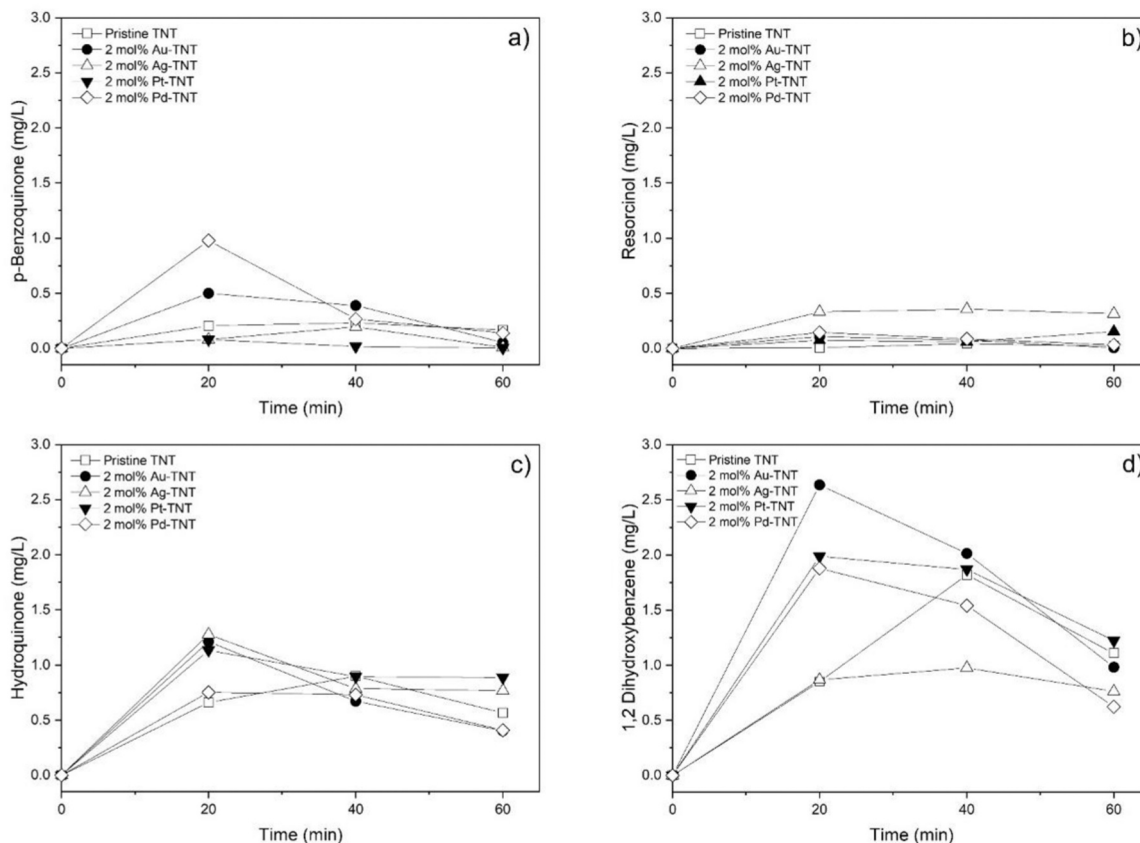 a)
3.0
2.5
2.0
1.5
1.0
0.5
0.0
p-Benzoquinone (mg/L)
Pristine TNT
2 mol% Au-TNT
2 mol% Ag-TNT
2 mol% Pt-TNT
2 mol% Pd-TNT
0 20 40 60
Time (min)
b)
3.0
2.5
2.0
1.5
1.0
0.5
0.0
Resorcinol (mg/L)
Pristine TNT
2 mol% Au-TNT
2 mol% Ag-TNT
2 mol% Pt-TNT
2 mol% Pd-TNT
0 20 40 60
Time (min)
c)
3.0
2.5
2.0
1.5
1.0
0.5
0.0
Hydroquinone (mg/L)
Pristine TNT
2 mol% Au-TNT
2 mol% Ag-TNT
2 mol% Pt-TNT
2 mol% Pd-TNT
0 20 40 60
Time (min)
d)
3.0
2.5
2.0
1.5
1.0
0.5
0.0
1,2 Dihydroxybenzene (mg/L)
Pristine TNT
2 mol% Au-TNT
2 mol% Ag-TNT
2 mol% Pt-TNT
2 mol% Pd-TNT
0 20 40 60
Time (min)